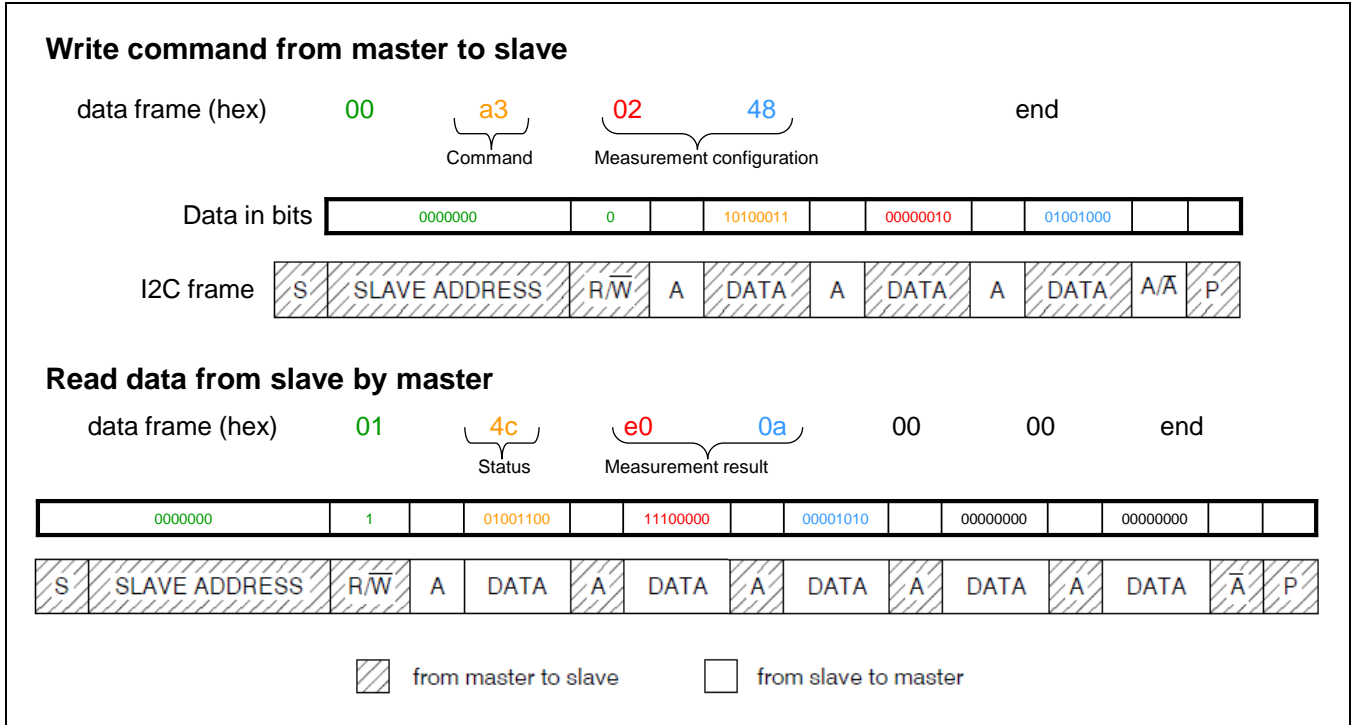 Write command from master to slave
data frame (hex) 00 a3 02 48 end
Command Measurement configuration
Data in bits 0000000 0 10100011 00000010 01001000
I2C frame S SLAVE ADDRESS R/W̅ A DATA A DATA A DATA A/A̅ P
Read data from slave by master
data frame (hex) 01 4c e0 0a 00 00 end
Status Measurement result
0000000 1 01001100 11100000 00001010 00000000 00000000
S SLAVE ADDRESS R/W̅ A DATA A DATA A DATA A DATA A DATA A̅ P
from master to slave from slave to master